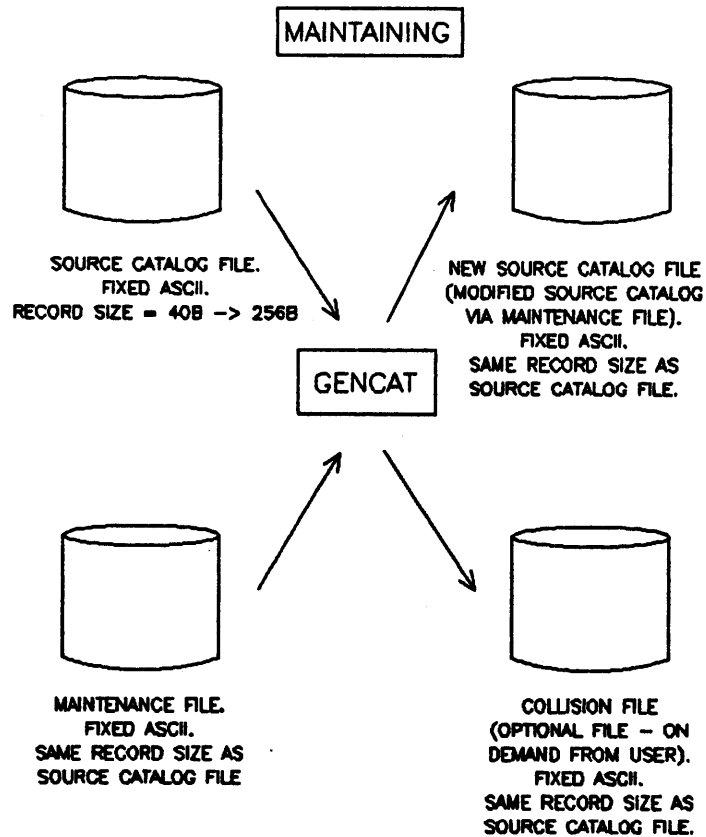 MAINTAINING
SOURCE CATALOG FILE.
FIXED ASCII.
RECORD SIZE = 40B -> 256B
NEW SOURCE CATALOG FILE
(MODIFIED SOURCE CATALOG
VIA MAINTENANCE FILE).
FIXED ASCII.
SAME RECORD SIZE AS
SOURCE CATALOG FILE.
GENCAT
MAINTENANCE FILE.
FIXED ASCII.
SAME RECORD SIZE AS
SOURCE CATALOG FILE
COLLISION FILE
(OPTIONAL FILE - ON
DEMAND FROM USER).
FIXED ASCII.
SAME RECORD SIZE AS
SOURCE CATALOG FILE.